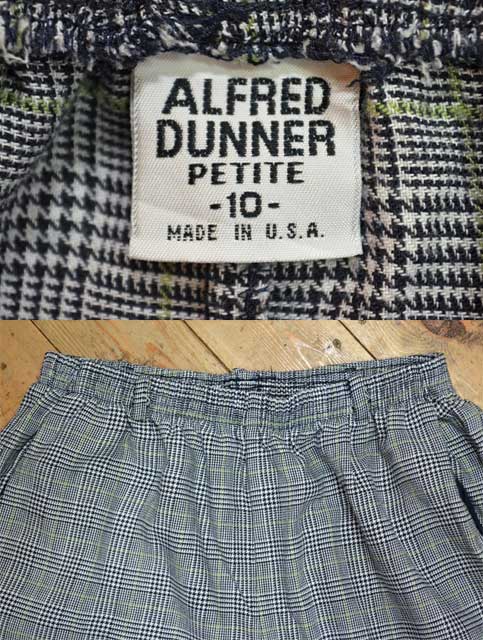 ALFRED
DUNNER
PETITE
-10-
MADE IN U.S.A.